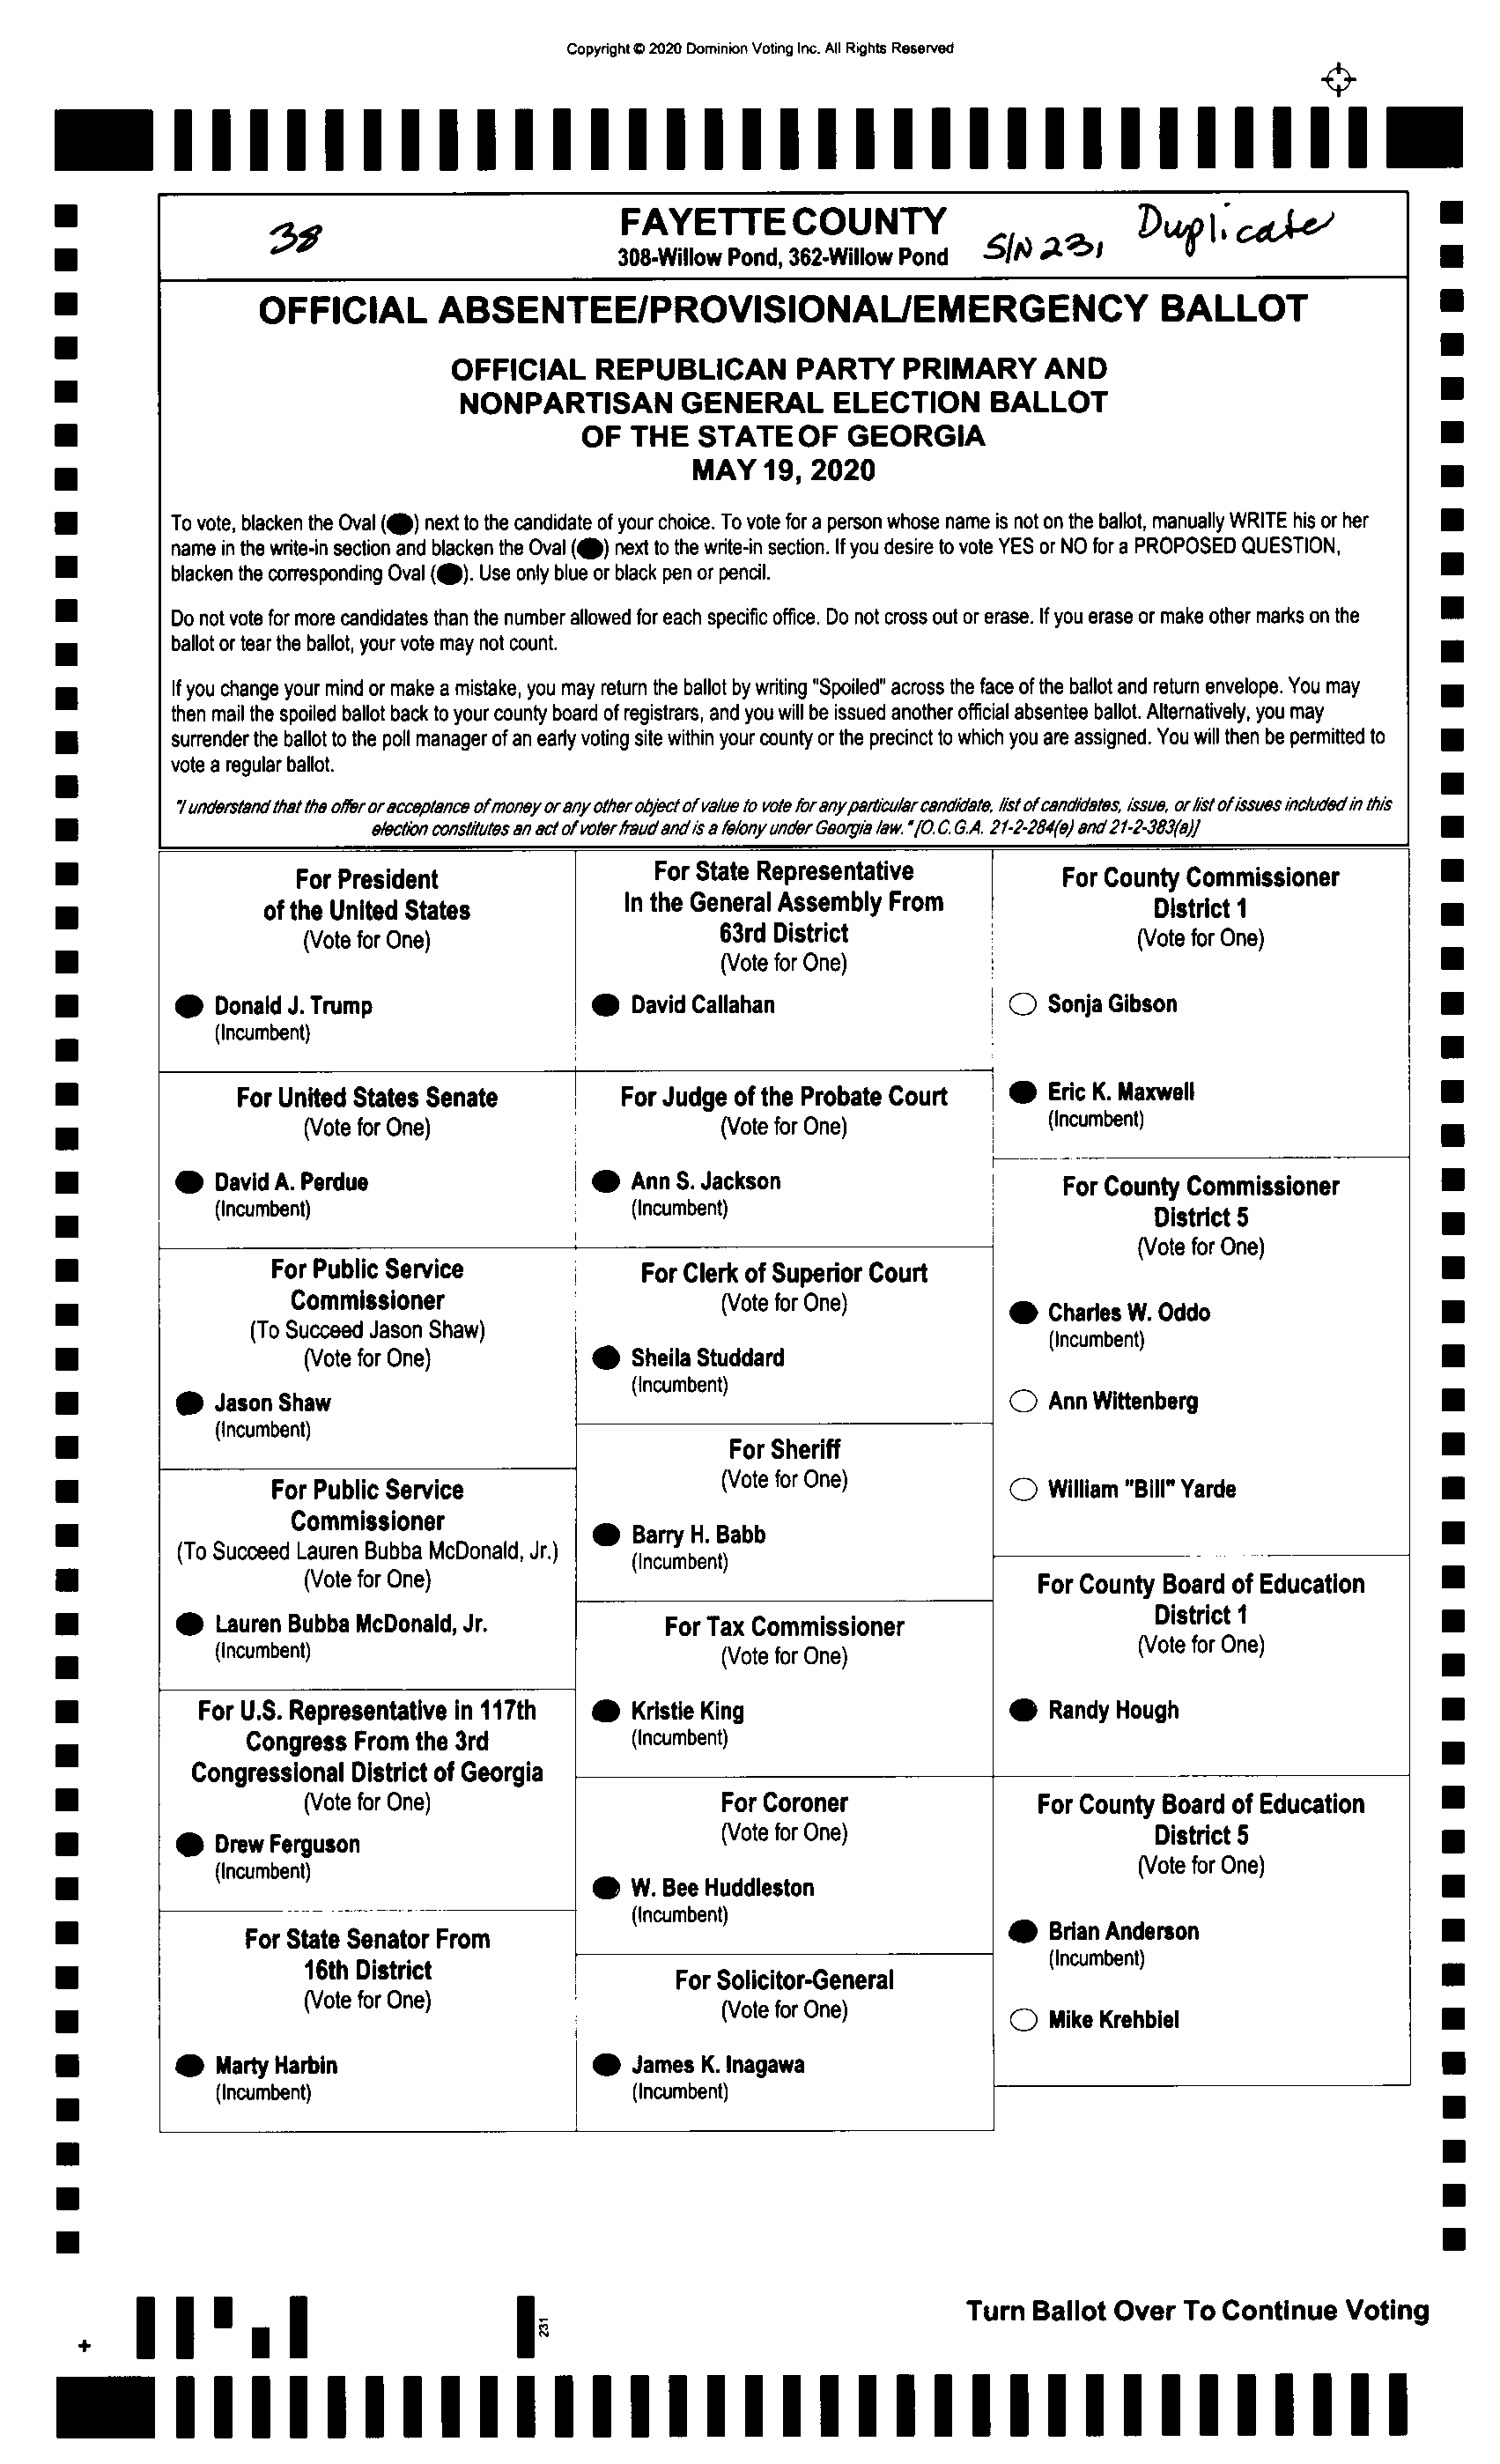 Copyright © 2020 Dominion Voting Inc. All Rights Reserved
38
FAYETTE COUNTY
308-Willow Pond, 362-Willow Pond
S/N 231
Duplicate
OFFICIAL ABSENTEE/PROVISIONAL/EMERGENCY BALLOT
OFFICIAL REPUBLICAN PARTY PRIMARY AND
NONPARTISAN GENERAL ELECTION BALLOT
OF THE STATE OF GEORGIA
MAY 19, 2020
To vote, blacken the Oval (●) next to the candidate of your choice. To vote for a person whose name is not on the ballot, manually WRITE his or her
name in the write-in section and blacken the Oval (●) next to the write-in section. If you desire to vote YES or NO for a PROPOSED QUESTION,
blacken the corresponding Oval (●). Use only blue or black pen or pencil.
Do not vote for more candidates than the number allowed for each specific office. Do not cross out or erase. If you erase or make other marks on the
ballot or tear the ballot, your vote may not count.
If you change your mind or make a mistake, you may return the ballot by writing "Spoiled" across the face of the ballot and return envelope. You may
then mail the spoiled ballot back to your county board of registrars, and you will be issued another official absentee ballot. Alternatively, you may
surrender the ballot to the poll manager of an early voting site within your county or the precinct to which you are assigned. You will then be permitted to
vote a regular ballot.
"I understand that the offer or acceptance of money or any other object of value to vote for any particular candidate, list of candidates, issue, or list of issues included in this
election constitutes an act of voter fraud and is a felony under Georgia law." [O.C.G.A. 21-2-284(e) and 21-2-383(a)]
For President
of the United States
(Vote for One)
Donald J. Trump
(Incumbent)
For United States Senate
(Vote for One)
David A. Perdue
(Incumbent)
For Public Service
Commissioner
(To Succeed Jason Shaw)
(Vote for One)
Jason Shaw
(Incumbent)
For Public Service
Commissioner
(To Succeed Lauren Bubba McDonald, Jr.)
(Vote for One)
Lauren Bubba McDonald, Jr.
(Incumbent)
For U.S. Representative in 117th
Congress From the 3rd
Congressional District of Georgia
(Vote for One)
Drew Ferguson
(Incumbent)
For State Senator From
16th District
(Vote for One)
Marty Harbin
(Incumbent)
For State Representative
In the General Assembly From
63rd District
(Vote for One)
David Callahan
For Judge of the Probate Court
(Vote for One)
Ann S. Jackson
(Incumbent)
For Clerk of Superior Court
(Vote for One)
Sheila Studdard
(Incumbent)
For Sheriff
(Vote for One)
Barry H. Babb
(Incumbent)
For Tax Commissioner
(Vote for One)
Kristie King
(Incumbent)
For Coroner
(Vote for One)
W. Bee Huddleston
(Incumbent)
For Solicitor-General
(Vote for One)
James K. Inagawa
(Incumbent)
For County Commissioner
District 1
(Vote for One)
Sonja Gibson
Eric K. Maxwell
(Incumbent)
For County Commissioner
District 5
(Vote for One)
Charles W. Oddo
(Incumbent)
Ann Wittenberg
William "Bill" Yarde
For County Board of Education
District 1
(Vote for One)
Randy Hough
For County Board of Education
District 5
(Vote for One)
Brian Anderson
(Incumbent)
Mike Krehbiel
Turn Ballot Over To Continue Voting
231